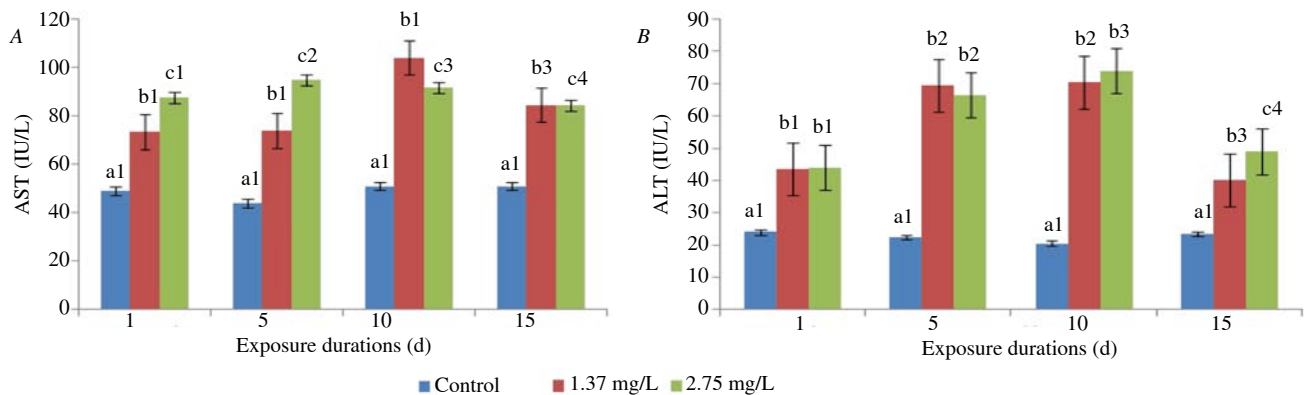 A
AST (IU/L)
120
100
80
60
40
20
0
a1 b1 c1
a1 b1 c2
a1 b1 c3
a1 b3 c4
1 5 10 15
Exposure durations (d)
B
ALT (IU/L)
90
80
70
60
50
40
30
20
10
0
a1 b1 b1
a1 b2 b2
a1 b2 b3
a1 b3 c4
1 5 10 15
Exposure durations (d)
Control 1.37 mg/L 2.75 mg/L